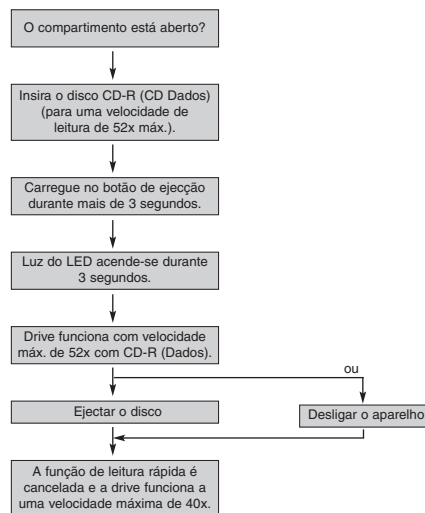 O compartimento está aberto?
Insira o disco CD-R (CD Dados)
(para uma velocidade de
leitura de 52x máx.).
Carregue no botão de ejecção
durante mais de 3 segundos.
Luz do LED acende-se durante
3 segundos.
Drive funciona com velocidade
máx. de 52x com CD-R (Dados).
ou
Ejectar o disco
Desligar o aparelho
A função de leitura rápida é
cancelada e a drive funciona a
uma velocidade máxima de 40x.